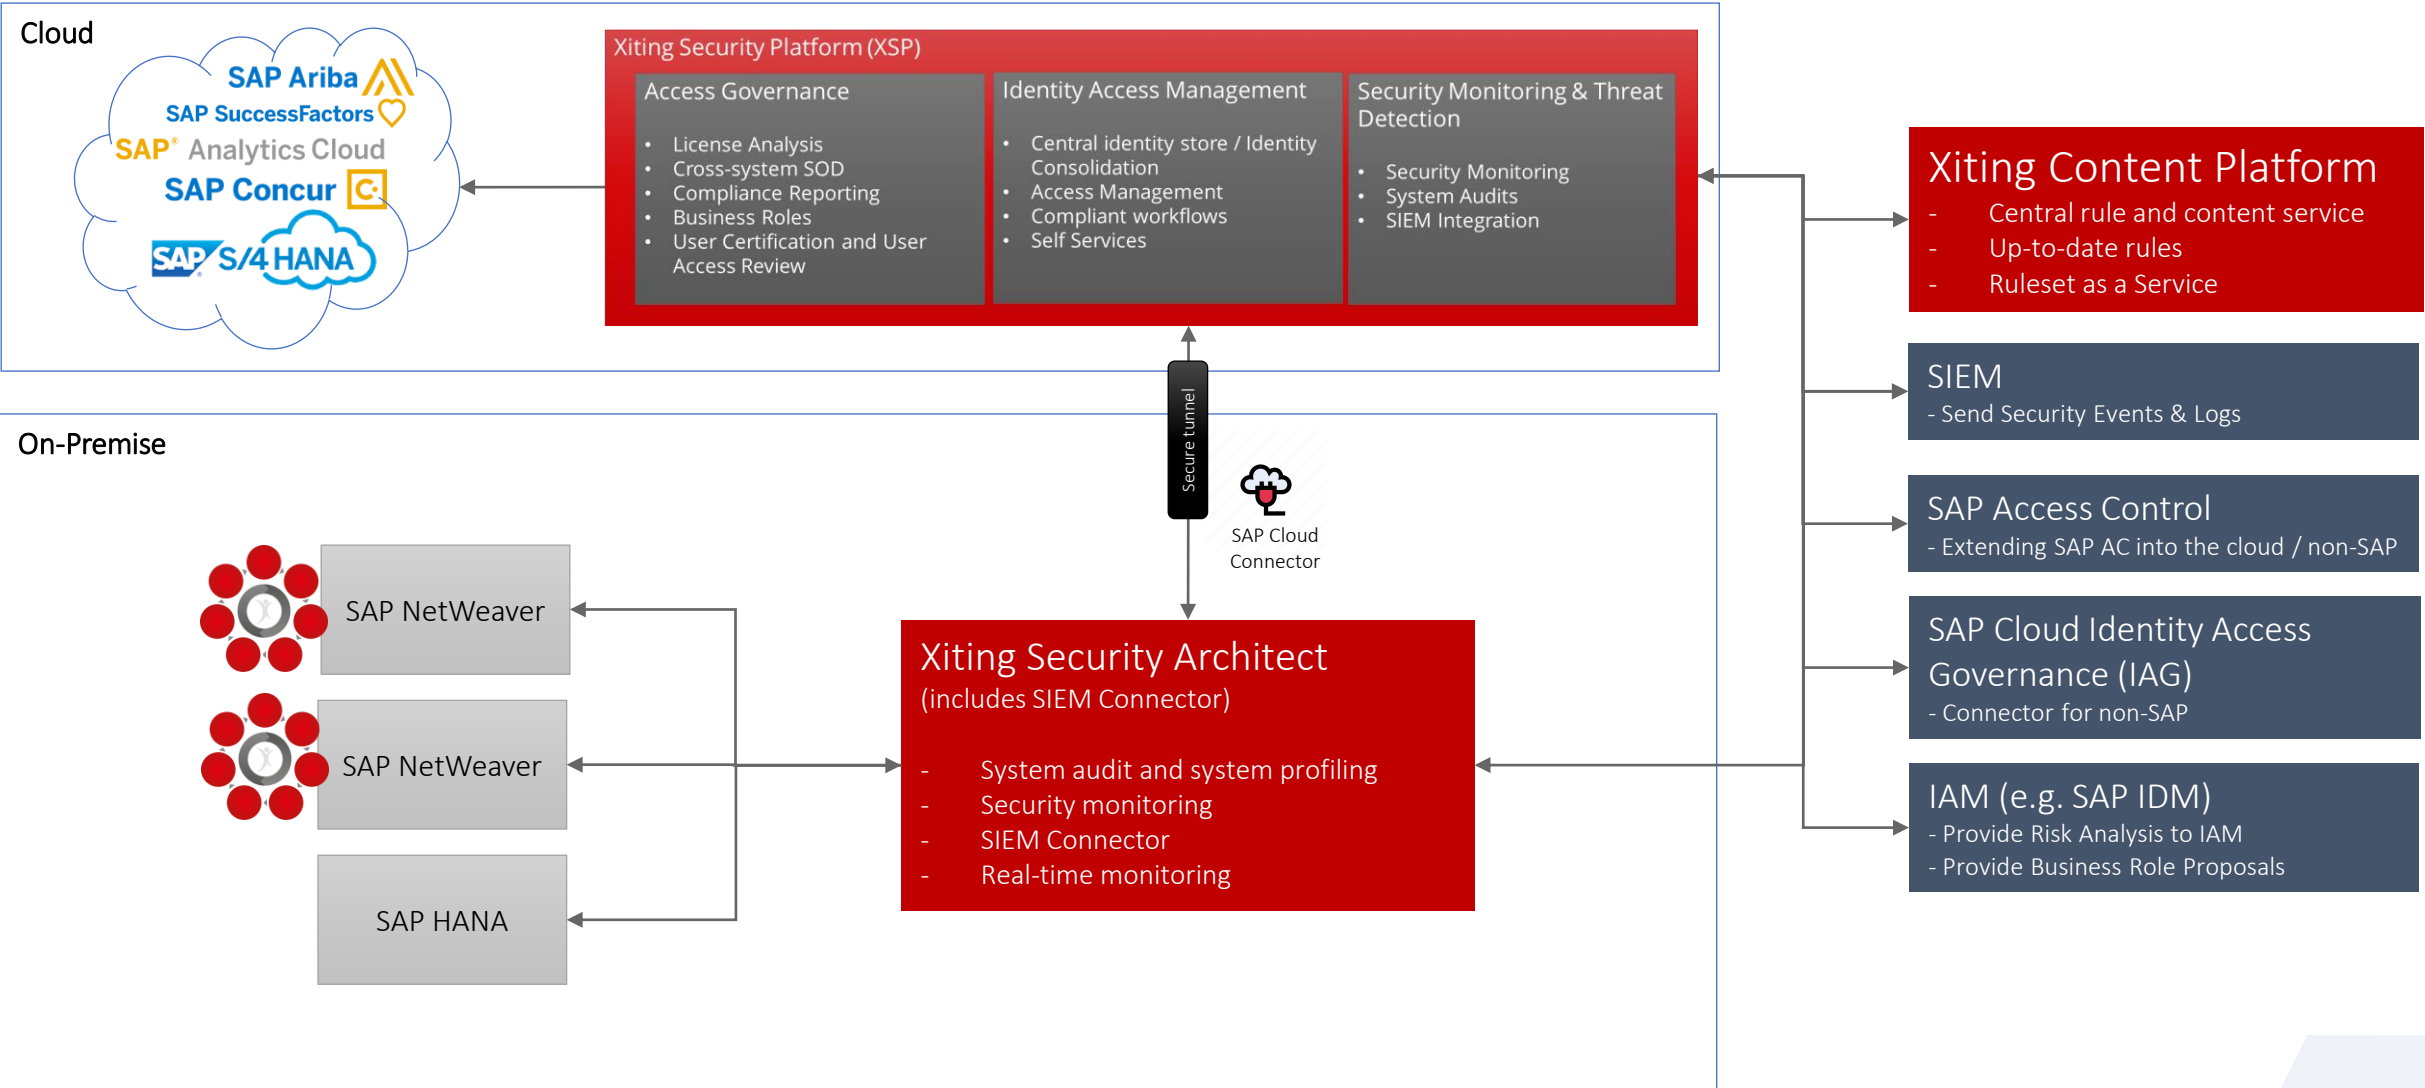 Cloud
SAP Ariba
SAP SuccessFactors
SAP® Analytics Cloud
SAP Concur C.
SAP® S/4 HANA
Xiting Security Platform (XSP)
Access Governance
• License Analysis
• Cross-system SOD
• Compliance Reporting
• Business Roles
• User Certification and User
Access Review
Identity Access Management
• Central identity store / Identity
Consolidation
• Access Management
• Compliant workflows
• Self Services
Security Monitoring & Threat
Detection
• Security Monitoring
• System Audits
• SIEM Integration
Xiting Content Platform
- Central rule and content service
- Up-to-date rules
- Ruleset as a Service
SIEM
- Send Security Events & Logs
SAP Access Control
- Extending SAP AC into the cloud / non-SAP
SAP Cloud Identity Access
Governance (IAG)
- Connector for non-SAP
IAM (e.g. SAP IDM)
- Provide Risk Analysis to IAM
- Provide Business Role Proposals
Secure tunnel
SAP Cloud
Connector
On-Premise
SAP NetWeaver
SAP NetWeaver
SAP HANA
Xiting Security Architect
(includes SIEM Connector)
- System audit and system profiling
- Security monitoring
- SIEM Connector
- Real-time monitoring